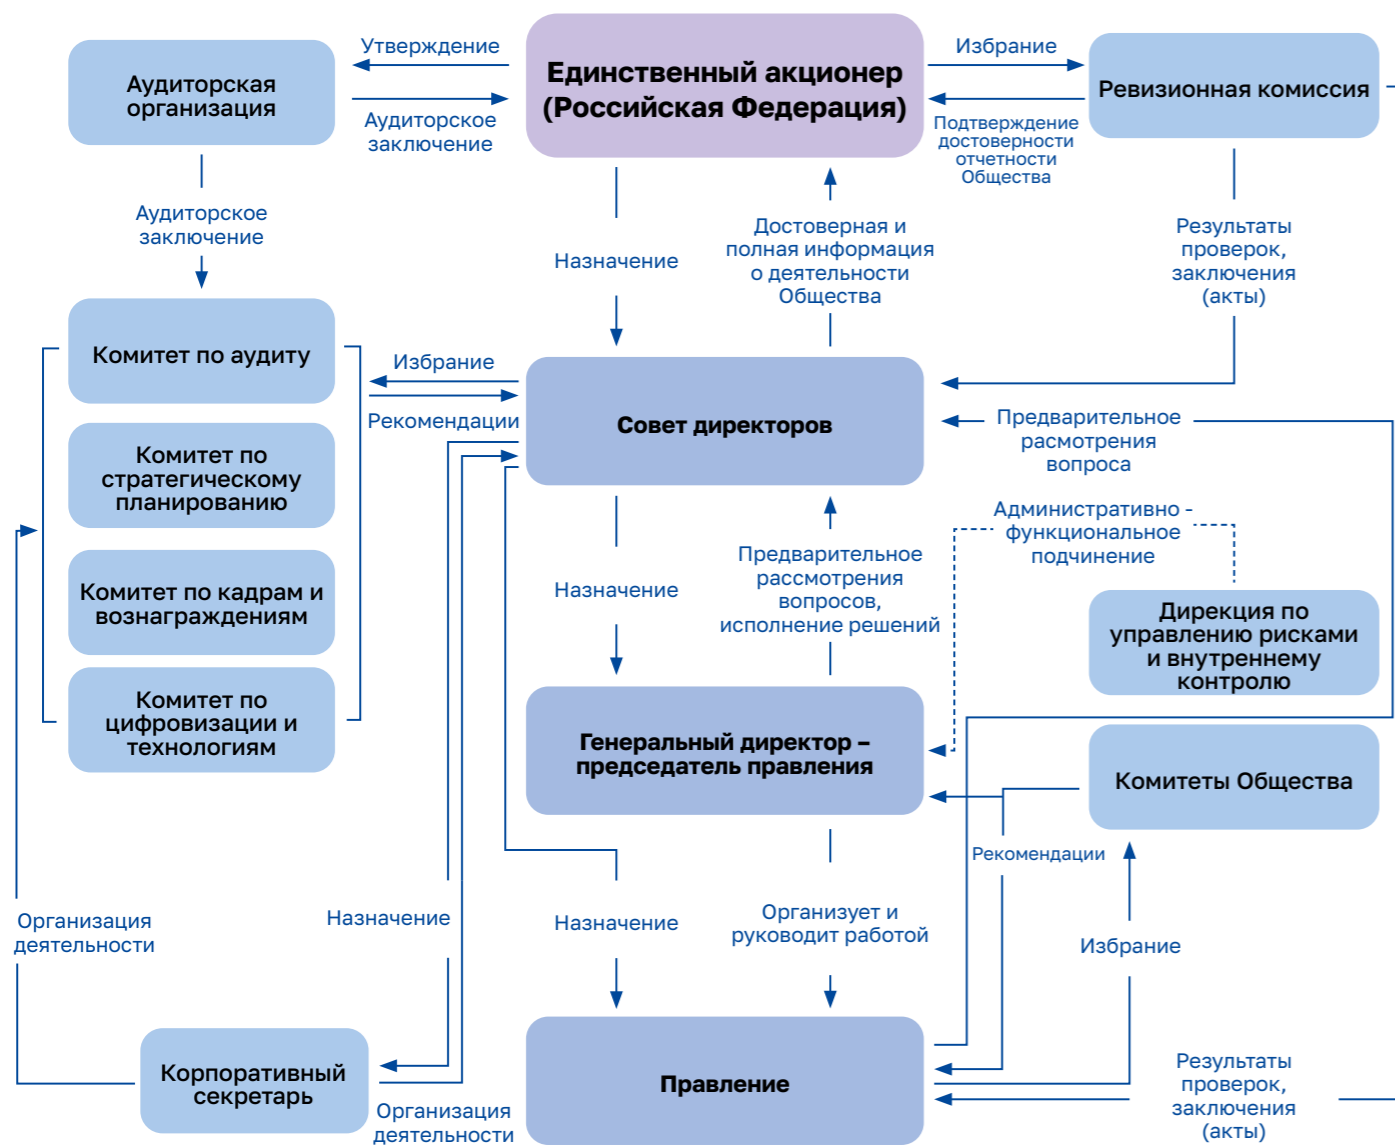 Утверждение
Аудиторская
организация
Аудиторское
заключение
Единственный акционер
(Российская Федерация)
Избрание
Ревизионная комиссия
Подтверждение
достоверности
отчетности
Общества
Аудиторское
заключение
Назначение
Достоверная и
полная информация
о деятельности
Общества
Результаты
проверок,
заключения
(акты)
Комитет по аудиту
Избрание
Рекомендации
Совет директоров
Предварительное
расмотрения
вопроса
Комитет по
стратегическому
планированию
Административно -
функциональное
подчинение
Комитет по кадрам и
вознаграждениям
Назначение
Предварительное
рассмотрения
вопросов,
исполнение решений
Дирекция по
управлению рисками
и внутреннему
контролю
Комитет по
цифровизации и
технологиям
Генеральный директор –
председатель правления
Комитеты Общества
Рекомендации
Организация
деятельности
Назначение
Назначение
Организует и
руководит работой
Избрание
Корпоративный
секретарь
Организация
деятельности
Правление
Результаты
проверок,
заключения
(акты)